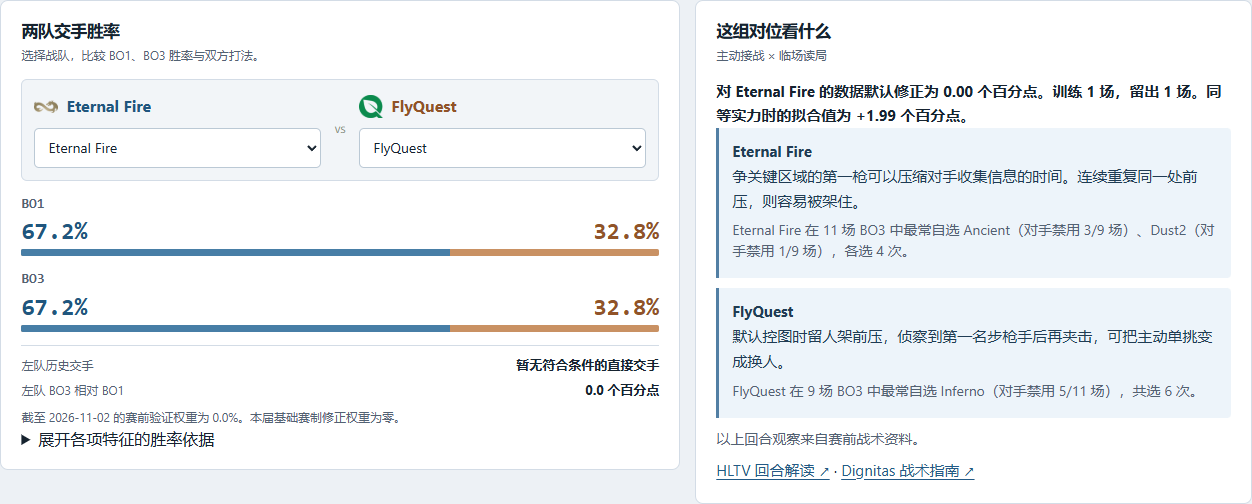 两队交手胜率
选择战队，比较 BO1、BO3 胜率与双方打法。
Eternal Fire
Eternal Fire
vs
FlyQuest
FlyQuest
BO1
67.2%
32.8%
BO3
67.2%
32.8%
左队历史交手
暂无符合条件的直接交手
左队 BO3 相对 BO1
0.0 个百分点
截至 2026-11-02 的赛前验证权重为 0.0%。本届基础赛制修正权重为零。
▶ 展开各项特征的胜率依据
这组对位看什么
主动接战 × 临场读局
对 Eternal Fire 的数据默认修正为 0.00 个百分点。训练 1 场，留出 1 场。同
等实力时的拟合值为 +1.99 个百分点。
Eternal Fire
争关键区域的第一枪可以压缩对手收集信息的时间。连续重复同一处前
压，则容易被架住。
Eternal Fire 在 11 场 BO3 中最常自选 Ancient（对手禁用 3/9 场）、Dust2（对
手禁用 1/9 场），各选 4 次。
FlyQuest
默认控图时留人架前压，侦察到第一名步枪手后再夹击，可把主动单挑变
成换人。
FlyQuest 在 9 场 BO3 中最常自选 Inferno（对手禁用 5/11 场），共选 6 次。
以上回合观察来自赛前战术资料。
HLTV 回合解读 ↗ · Dignitas 战术指南 ↗